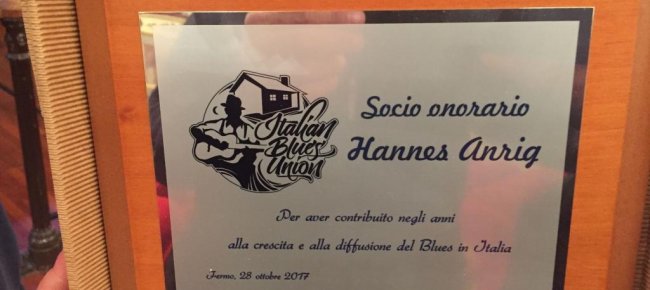 Italian
Blues
Union
Socio onorario
Hannes Anrig
Per aver contribuito negli anni
alla crescita e alla diffusione del Blues in Italia
Fermo, 28 ottobre 2017